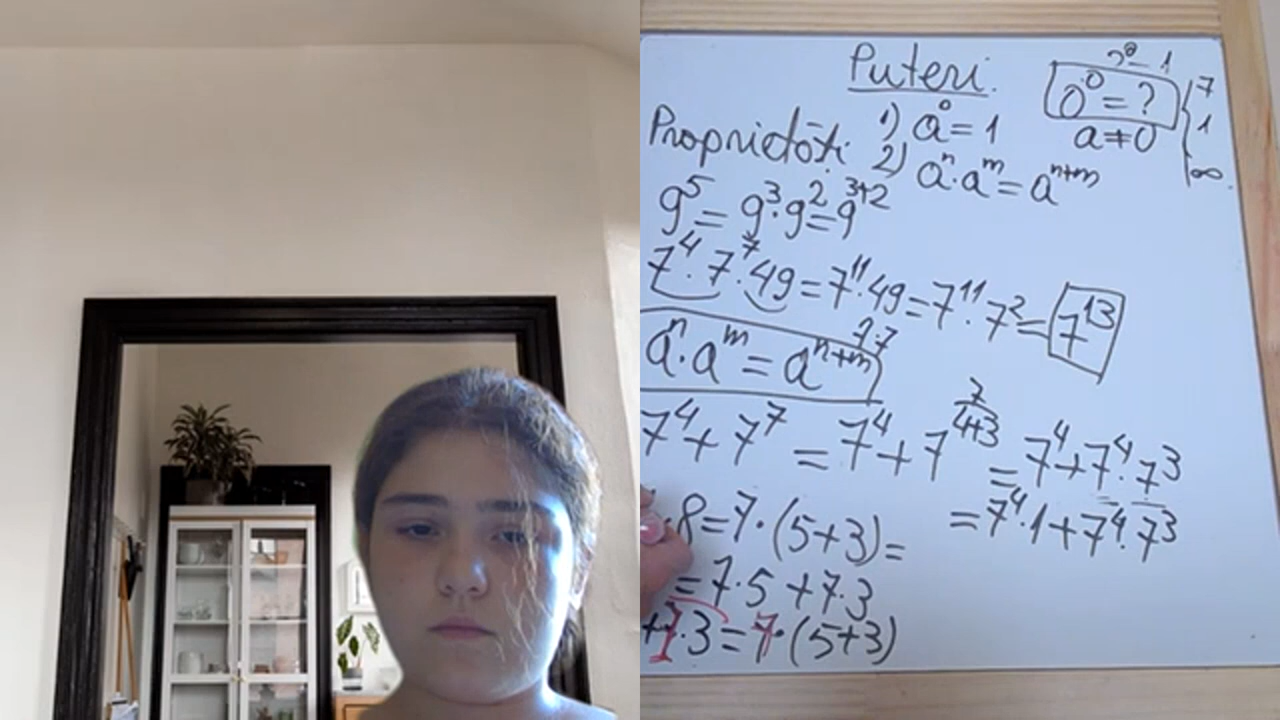 Puteri.
2⁰ = 1
0⁰ = ?
7
1
∞
a ≠ 0
Proprietăți: 1) a⁰ = 1
2) aⁿ·aᵐ = aⁿ⁺ᵐ
9⁵ = 9³·9² = 9³⁺²
7⁴·7⁷·49 = 7¹¹·49 = 7¹¹·7² = 7¹³
7·7
aⁿ·aᵐ = aⁿ⁺ᵐ
7
7⁴ + 7⁷ = 7⁴ + 7⁴⁺³ = 7⁴ + 7⁴·7³
= 7⁴·1 + 7⁴·7³
·8 = 7·(5+3) =
= 7·5 + 7·3
+7·3 = 7·(5+3)